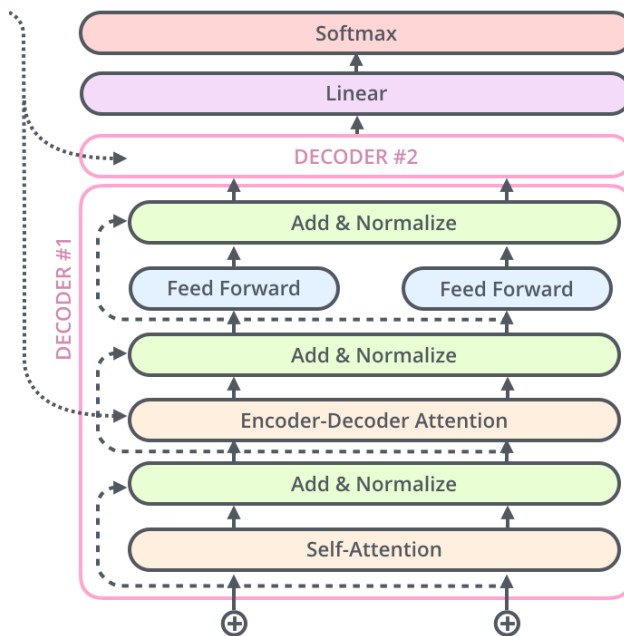 Softmax
Linear
DECODER #2
DECODER #1
Add & Normalize
Feed Forward
Feed Forward
Add & Normalize
Encoder-Decoder Attention
Add & Normalize
Self-Attention